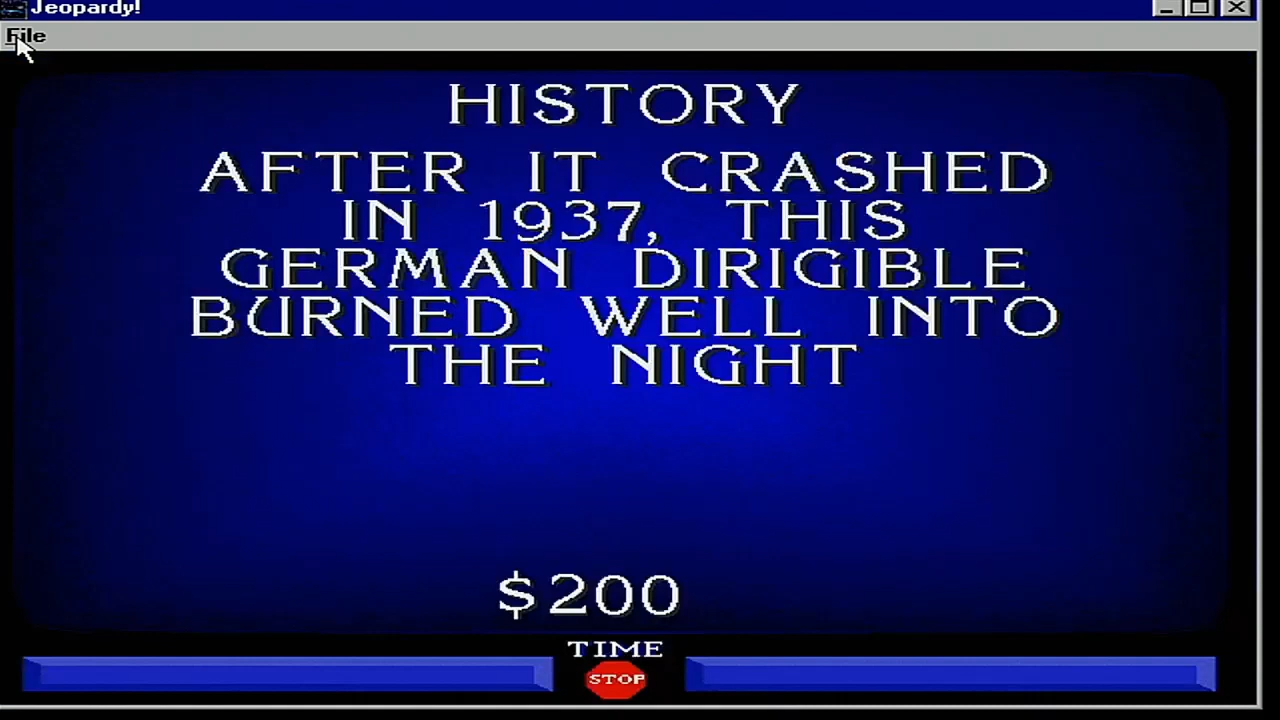 Jeopardy!
File
HISTORY
AFTER IT CRASHED
IN 1937, THIS
GERMAN DIRIGIBLE
BURNED WELL INTO
THE NIGHT
$200
TIME
STOP